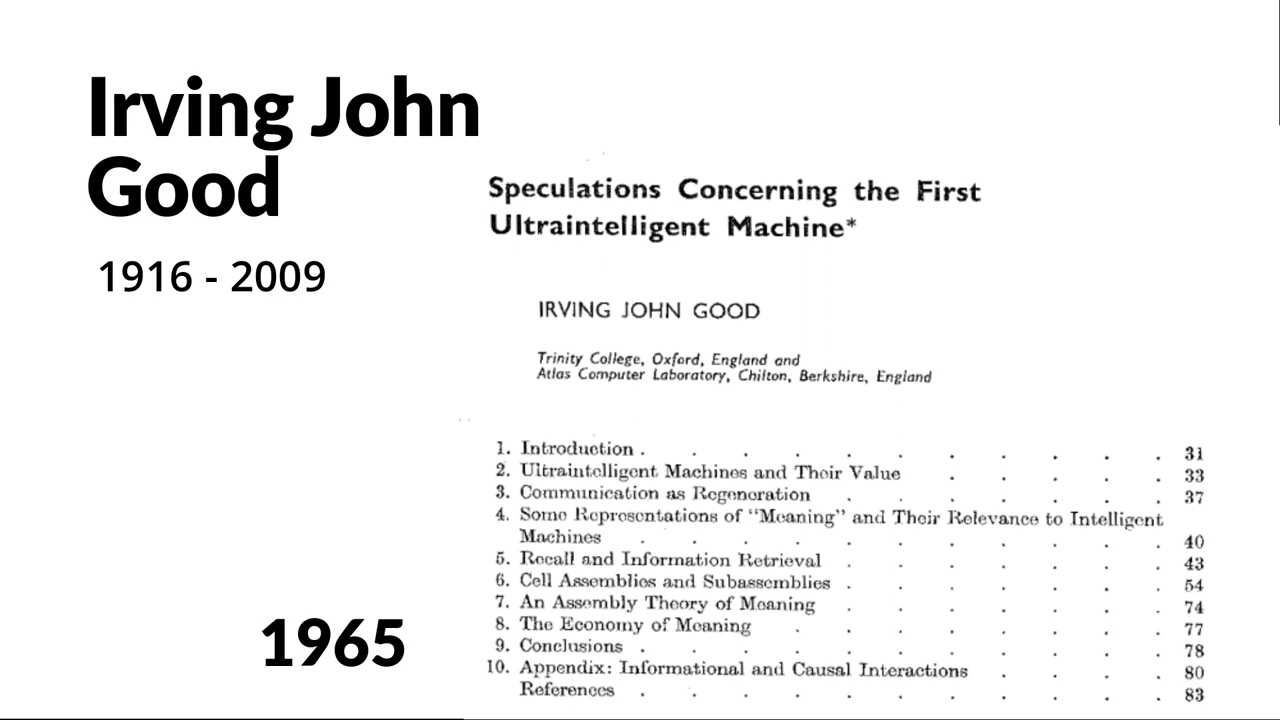 Irving John
Good
1916 - 2009
1965
Speculations Concerning the First
Ultraintelligent Machine*
IRVING JOHN GOOD
Trinity College, Oxford, England and
Atlas Computer Laboratory, Chilton, Berkshire, England
1. Introduction . . . . . . . . . . . 31
2. Ultraintelligent Machines and Their Value . . . . . 33
3. Communication as Regeneration . . . . . . . 37
4. Some Representations of "Meaning" and Their Relevance to Intelligent
Machines . . . . . . . . . . . 40
5. Recall and Information Retrieval . . . . . . . 43
6. Cell Assemblies and Subassemblies . . . . . . . 54
7. An Assembly Theory of Meaning . . . . . . . 74
8. The Economy of Meaning . . . . . . . . 77
9. Conclusions . . . . . . . . . . . 78
10. Appendix: Informational and Causal Interactions . . . . 80
References . . . . . . . . . . . 83